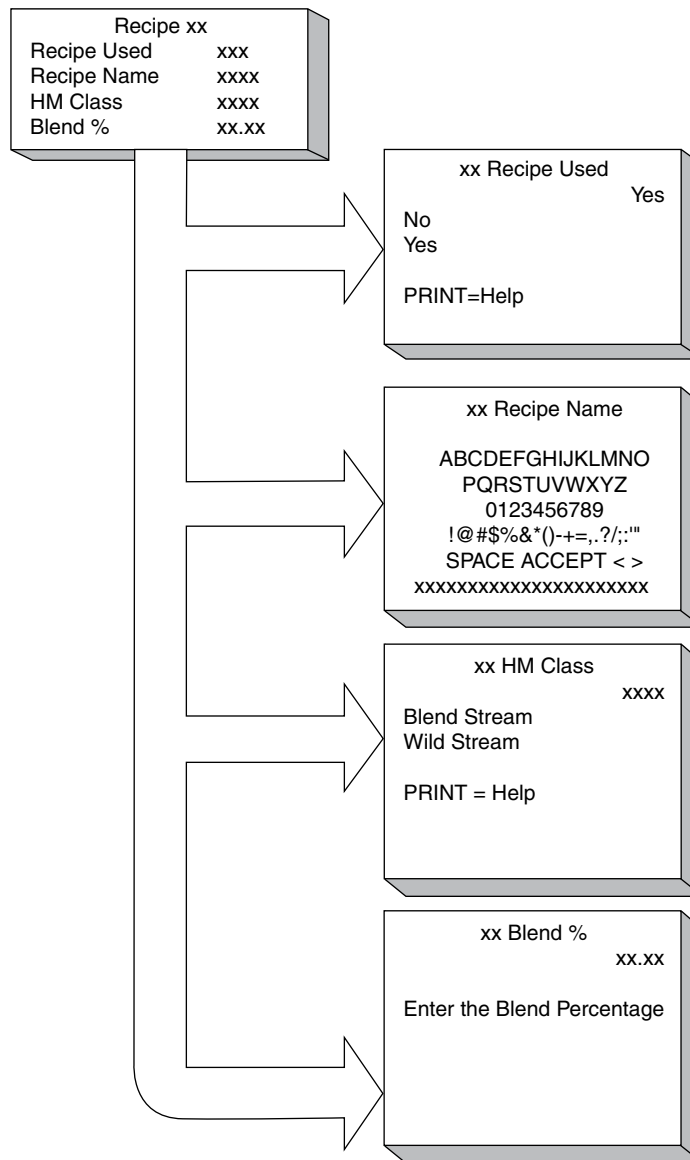 Recipe xx
Recipe Used xxx
Recipe Name xxxx
HM Class xxxx
Blend % xx.xx
xx Recipe Used
Yes
No
Yes
PRINT=Help
xx Recipe Name
ABCDEFGHIJKLMNO
PQRSTUVWXYZ
0123456789
!@#$%&*()-+=,.?/;:'"
SPACE ACCEPT < >
xxxxxxxxxxxxxxxxxxxxxx
xx HM Class
xxxx
Blend Stream
Wild Stream
PRINT = Help
xx Blend %
xx.xx
Enter the Blend Percentage